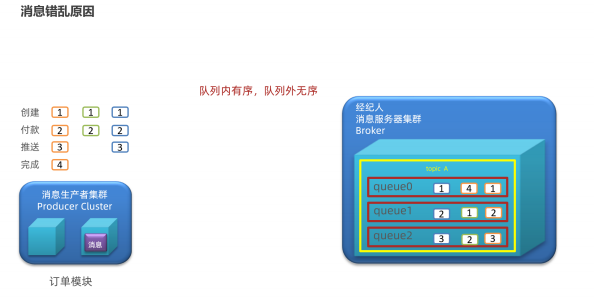 消息错乱原因
队列内有序，队列外无序
创建 1 1 1
付款 2 2 2
推送 3 3
完成 4
消息生产者集群
Producer Cluster
消息
订单模块
经纪人
消息服务器集群
Broker
topic A
queue0 1 4 1
queue1 2 1 2
queue2 3 2 3